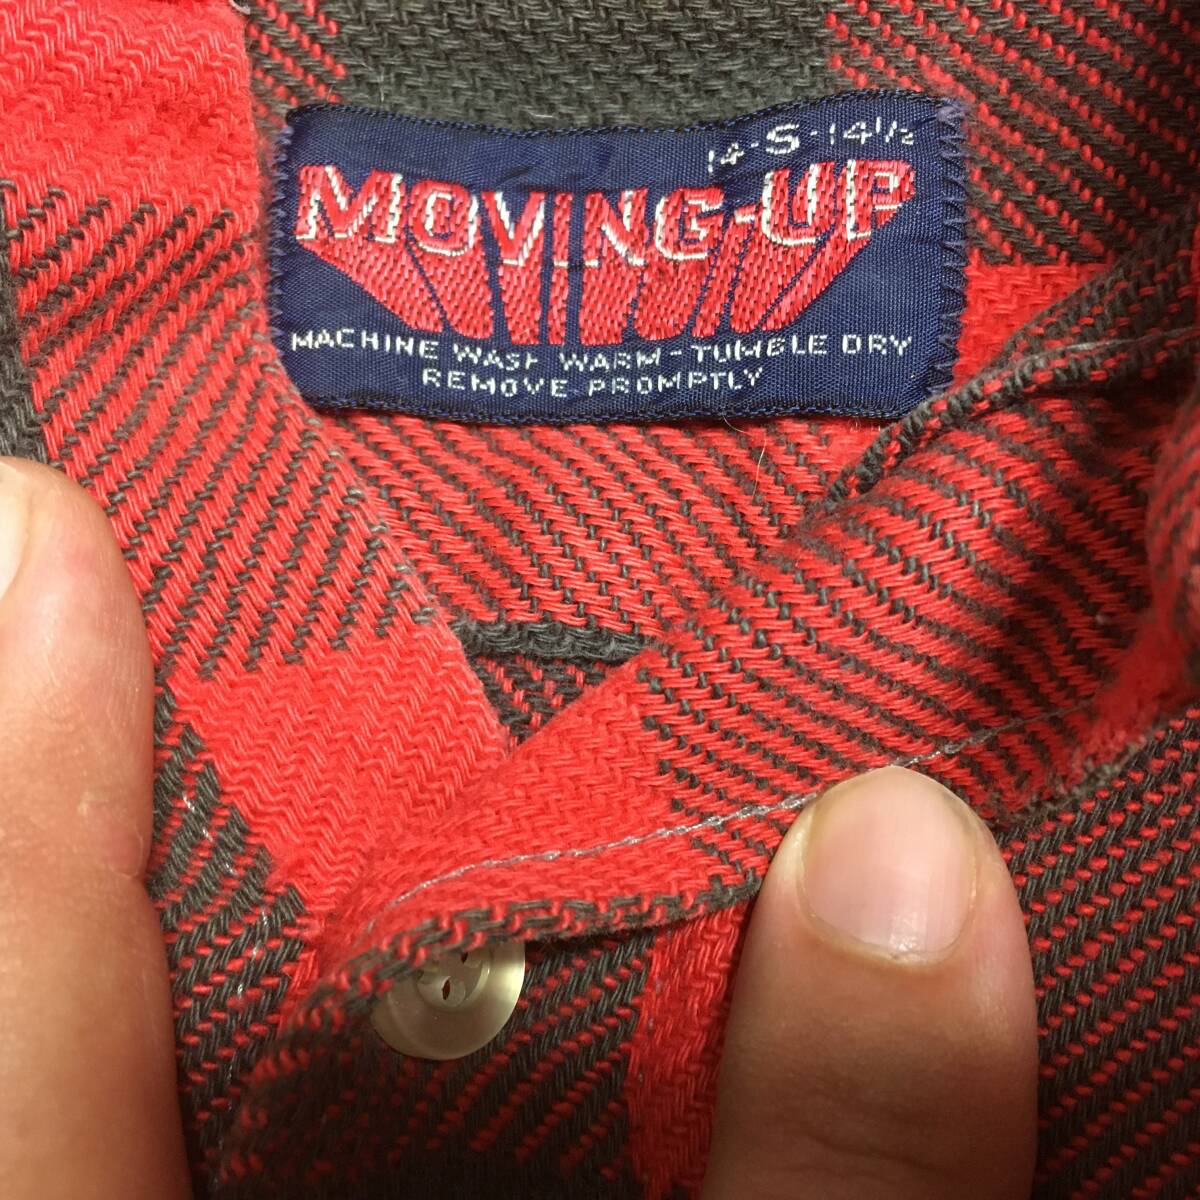 14-S-14½
MOVING-UP
MACHINE WASH WARM-TUMBLE DRY
REMOVE PROMPTLY